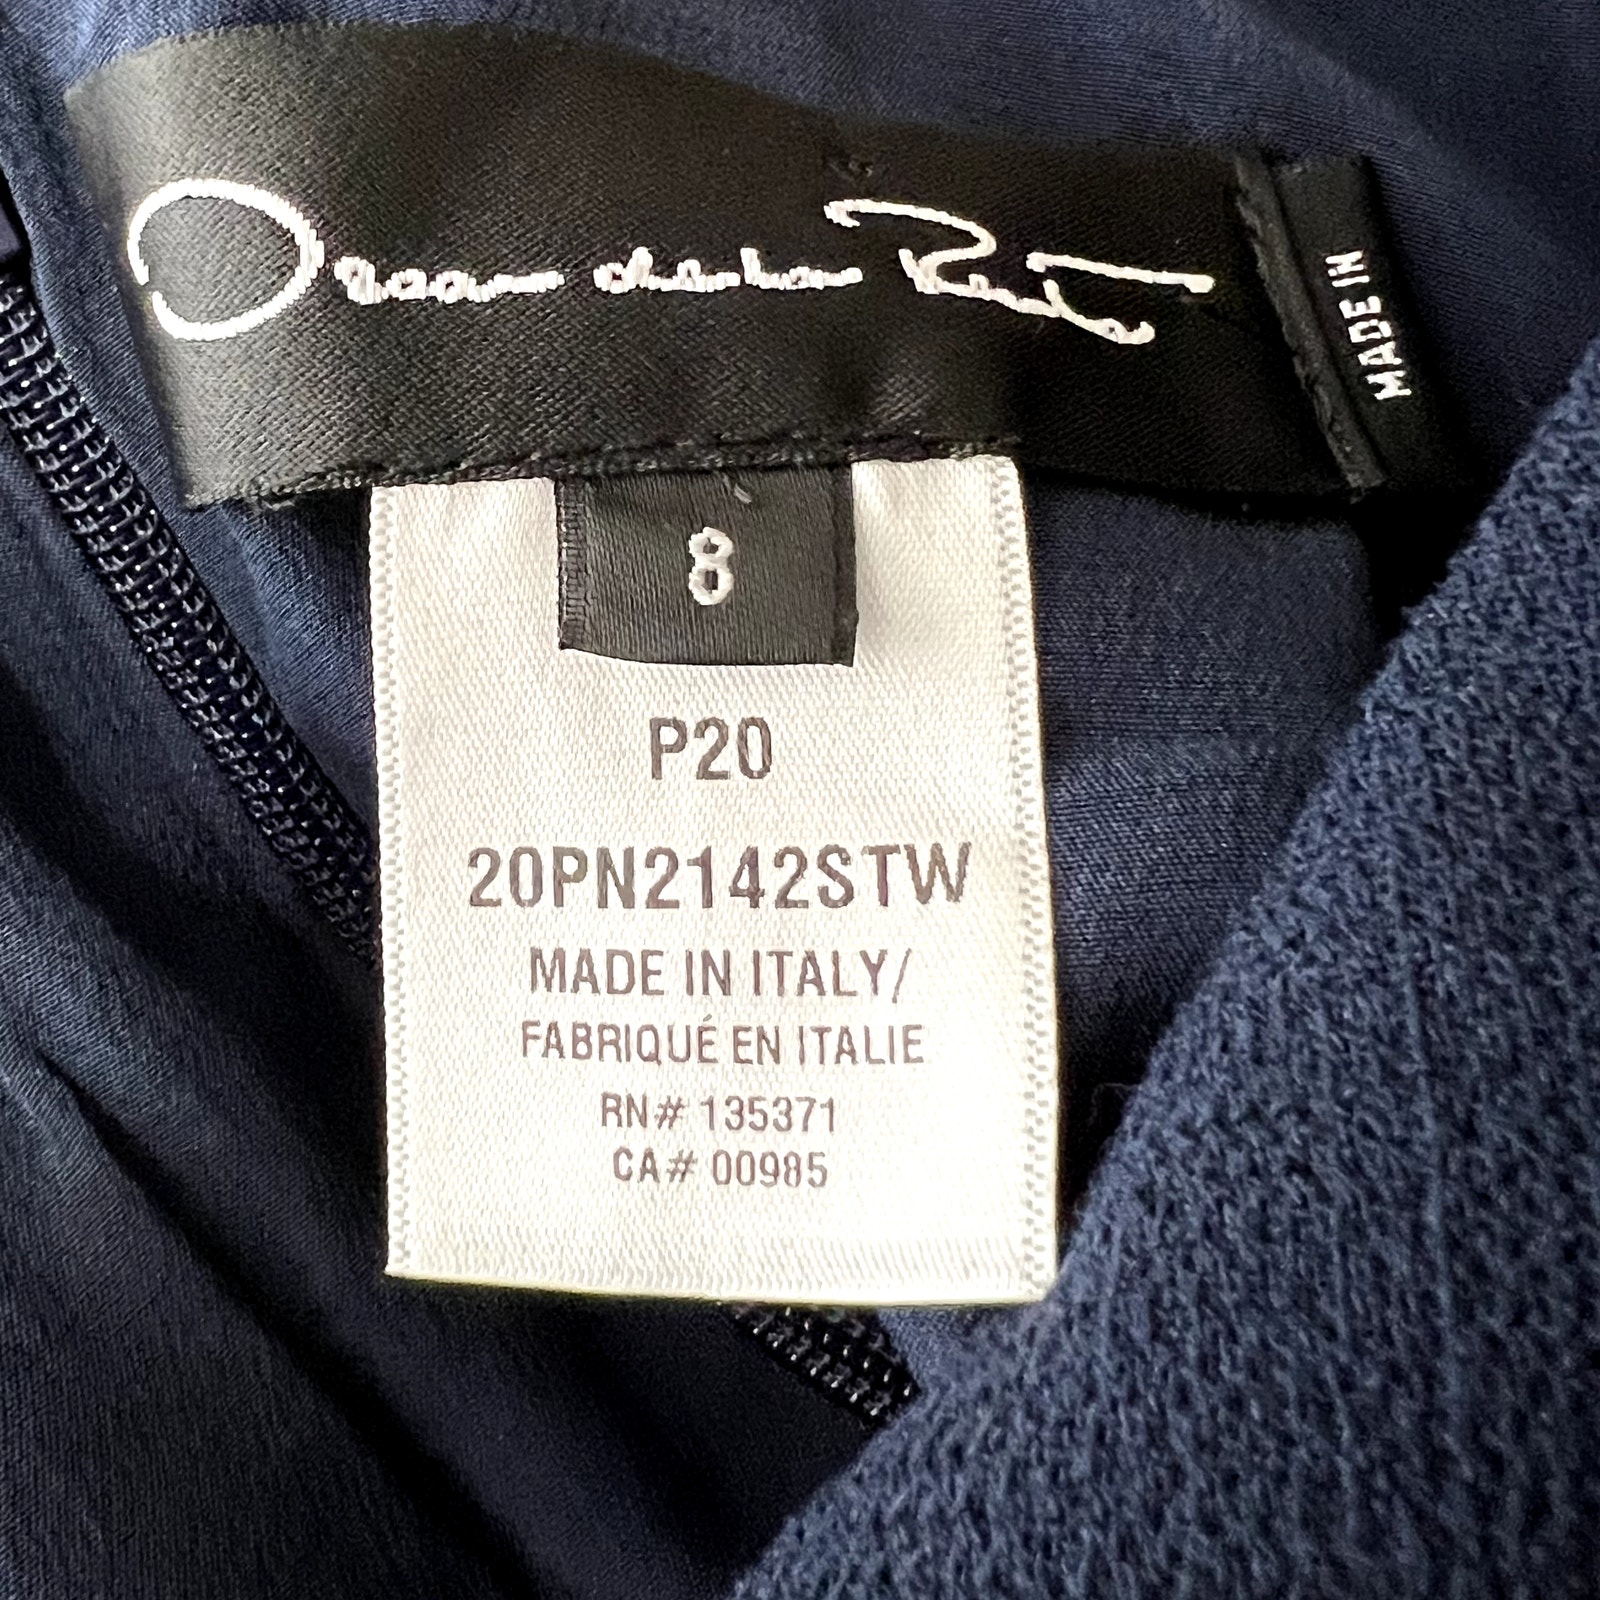 Oscar de la Renta
MADE IN
8
P20
20PN2142STW
MADE IN ITALY/
FABRIQUÉ EN ITALIE
RN# 135371
CA# 00985